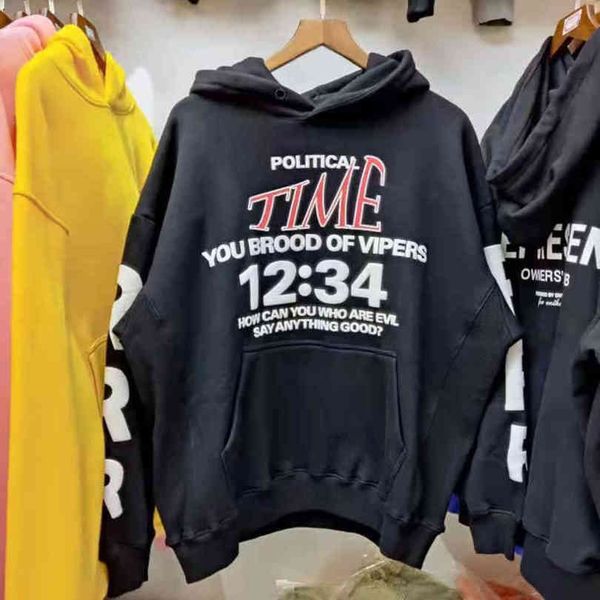 POLITICAL
TIME
YOU BROOD OF VIPERS
12:34
HOW CAN YOU WHO ARE EVIL
SAY ANYTHING GOOD?
R
R
R
R